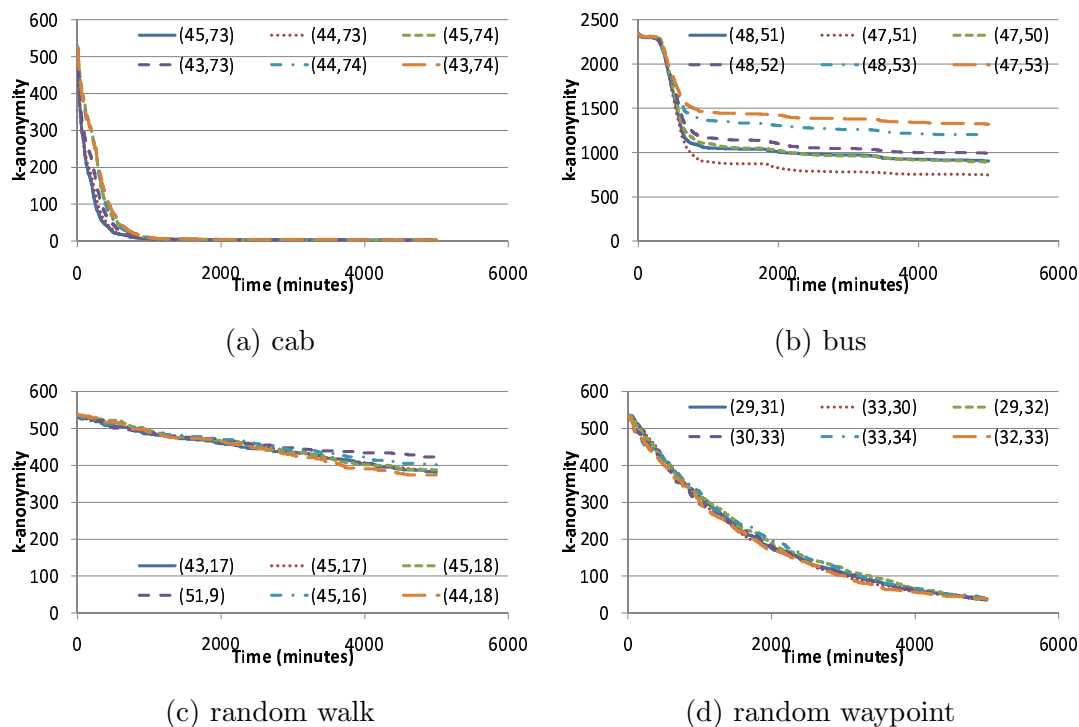 600
500
400
300
200
100
0
k-anonymity
(45,73) (44,73) (45,74)
(43,73) (44,74) (43,74)
0 2000 4000 6000
Time (minutes)
(a) cab
2500
2000
1500
1000
500
0
k-anonymity
(48,51) (47,51) (47,50)
(48,52) (48,53) (47,53)
0 2000 4000 6000
Time (minutes)
(b) bus
600
500
400
300
200
100
0
k-anonymity
(43,17) (45,17) (45,18)
(51,9) (45,16) (44,18)
0 2000 4000 6000
Time (minutes)
(c) random walk
600
500
400
300
200
100
0
k-anonymity
(29,31) (33,30) (29,32)
(30,33) (33,34) (32,33)
0 2000 4000 6000
Time (minutes)
(d) random waypoint